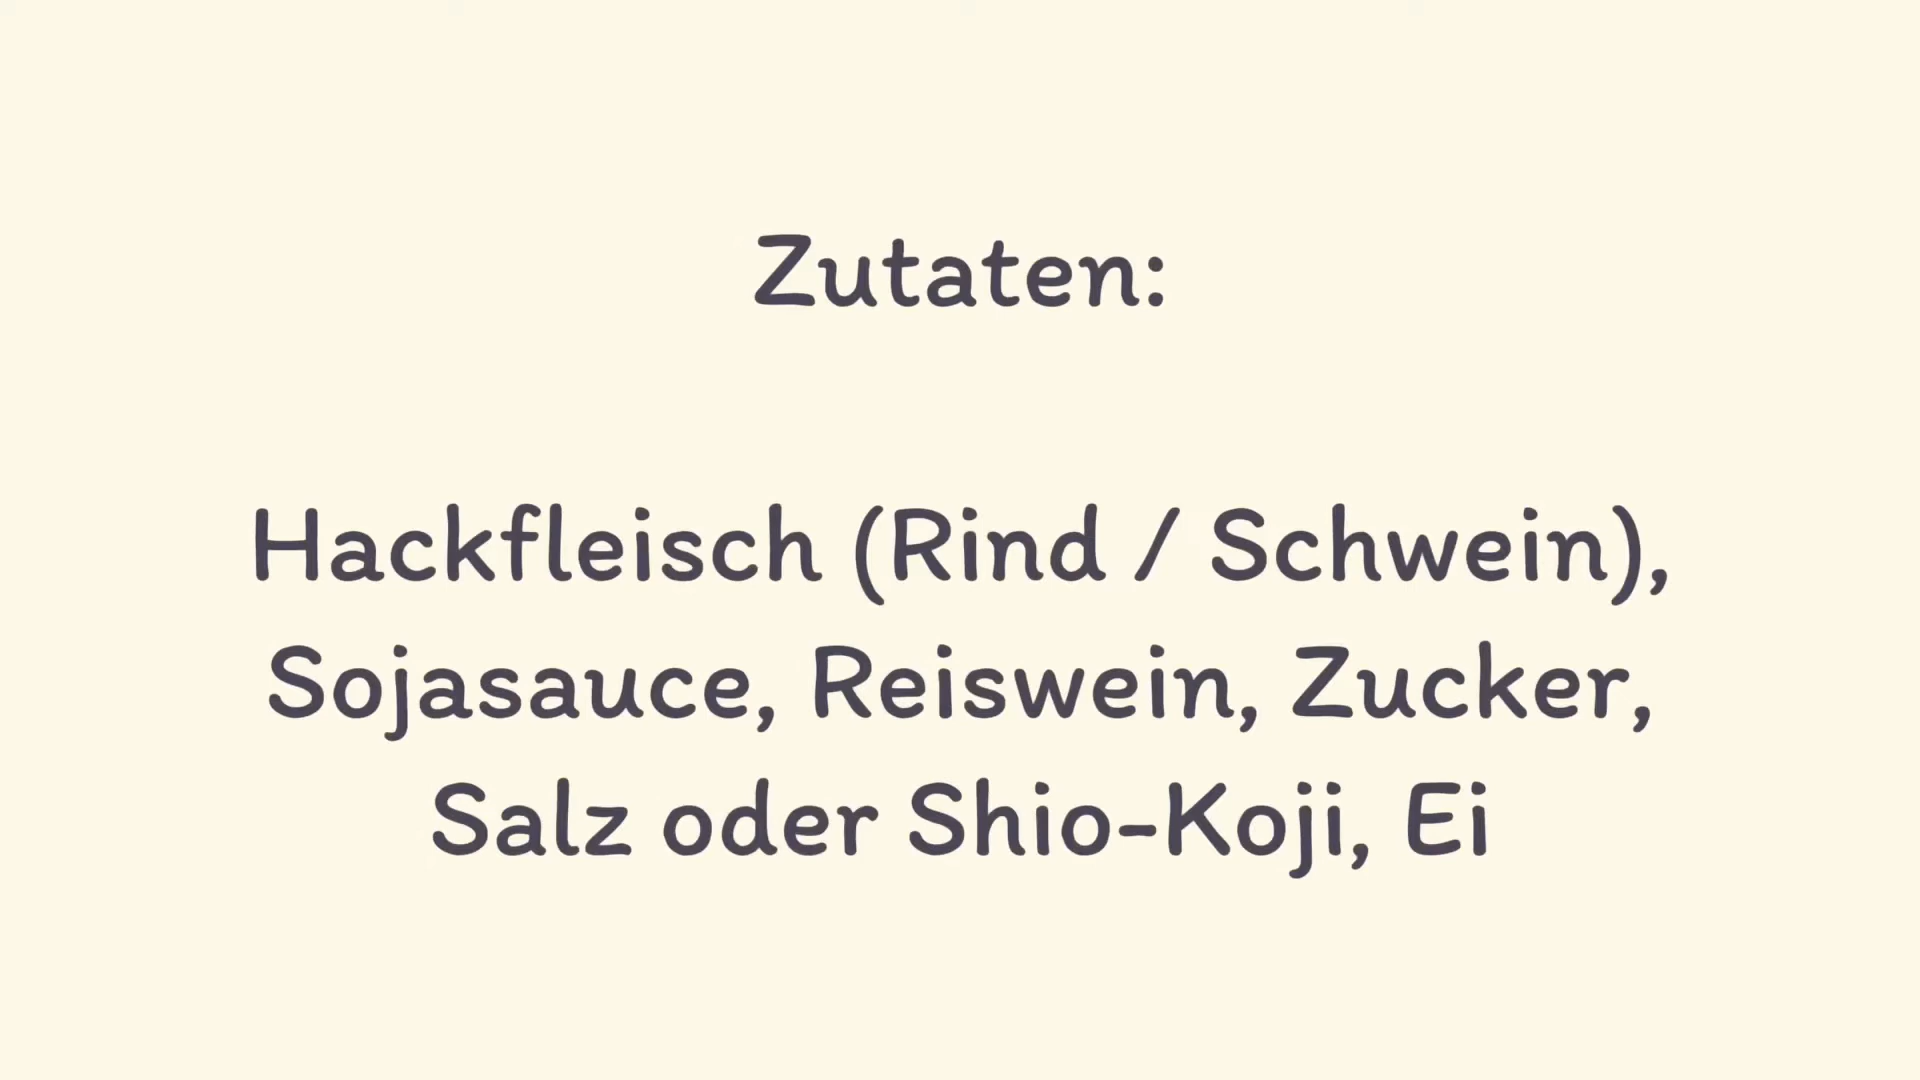 Zutaten:
Hackfleisch (Rind / Schwein),
Sojasauce, Reiswein, Zucker,
Salz oder Shio-Koji, Ei